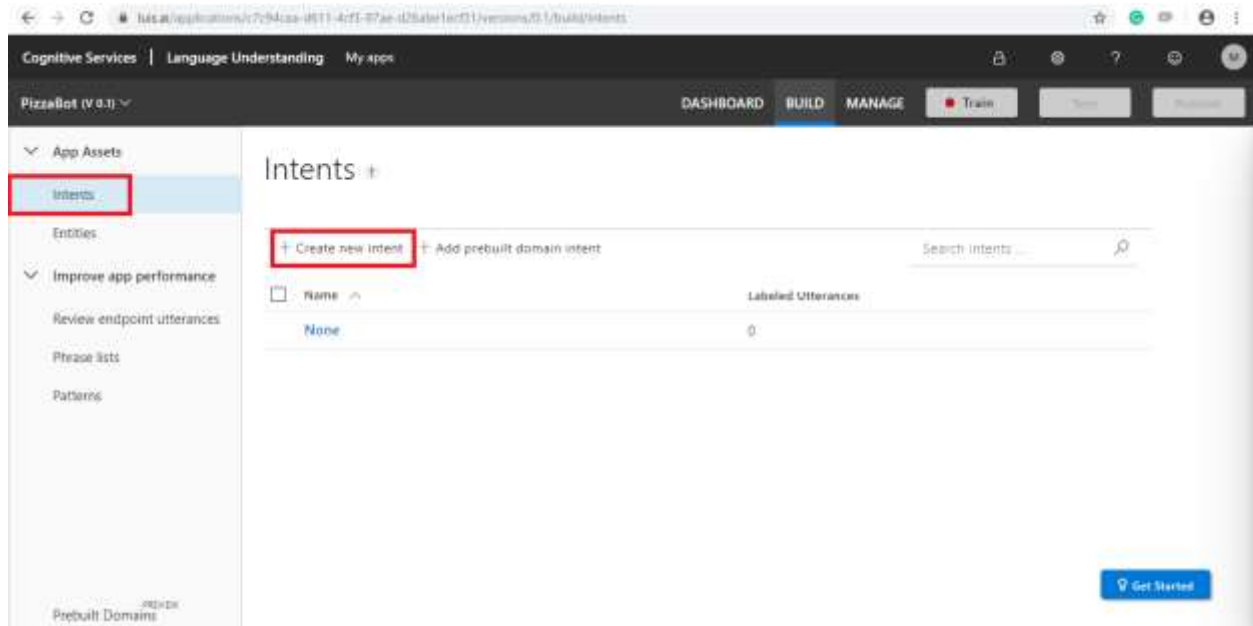 Cognitive Services | Language Understanding My apps
PizzaBot (V 0.1) DASHBOARD BUILD MANAGE Train
App Assets
Intents
Intents
Entities
+ Create new intent + Add prebuilt domain intent Search intents ...
Improve app performance
Name Labeled Utterances
Review endpoint utterances
None 0
Phrase lists
Patterns
Get Started
PREVIEW
Prebuilt Domains